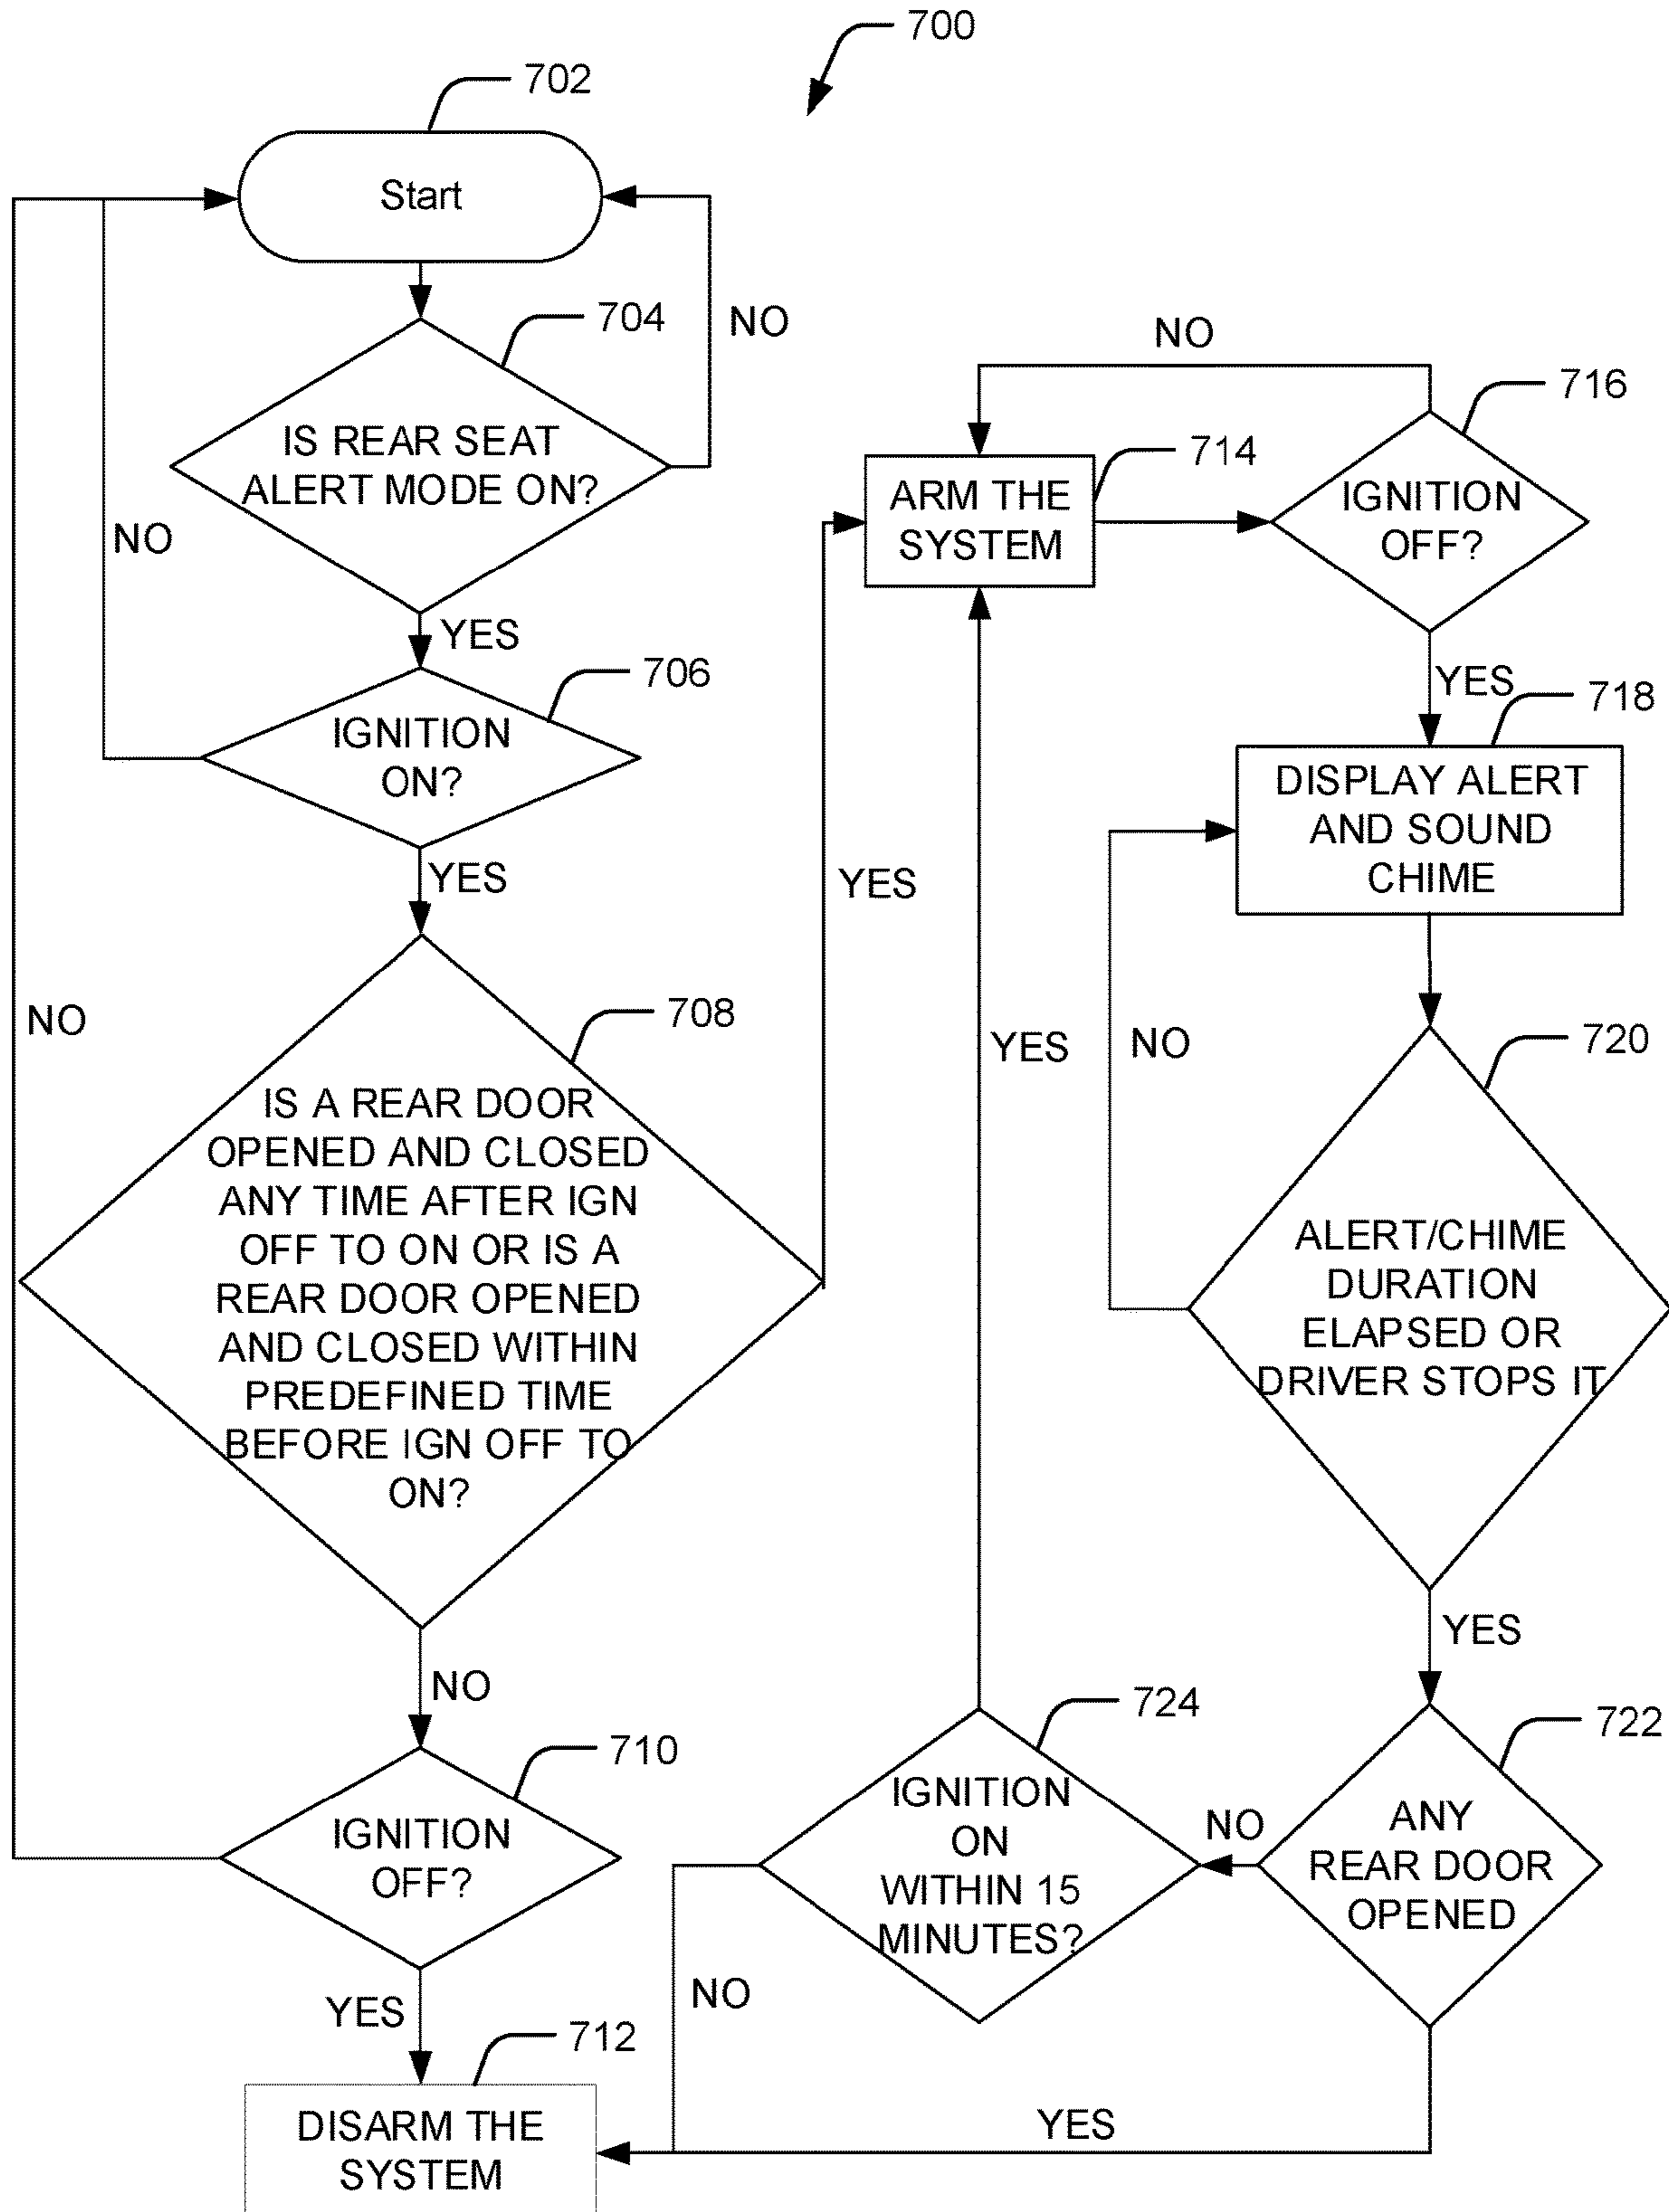 700
702
Start
704
NO
IS REAR SEAT
ALERT MODE ON?
NO
YES
706
IGNITION
ON?
YES
708
NO
IS A REAR DOOR
OPENED AND CLOSED
ANY TIME AFTER IGN
OFF TO ON OR IS A
REAR DOOR OPENED
AND CLOSED WITHIN
PREDEFINED TIME
BEFORE IGN OFF TO
ON?
YES
NO
710
IGNITION
OFF?
YES
712
DISARM THE
SYSTEM
714
ARM THE
SYSTEM
NO
716
IGNITION
OFF?
YES
718
DISPLAY ALERT
AND SOUND
CHIME
NO
720
ALERT/CHIME
DURATION
ELAPSED OR
DRIVER STOPS IT
YES
722
ANY
REAR DOOR
OPENED
NO
724
IGNITION
ON
WITHIN 15
MINUTES?
YES
NO
YES